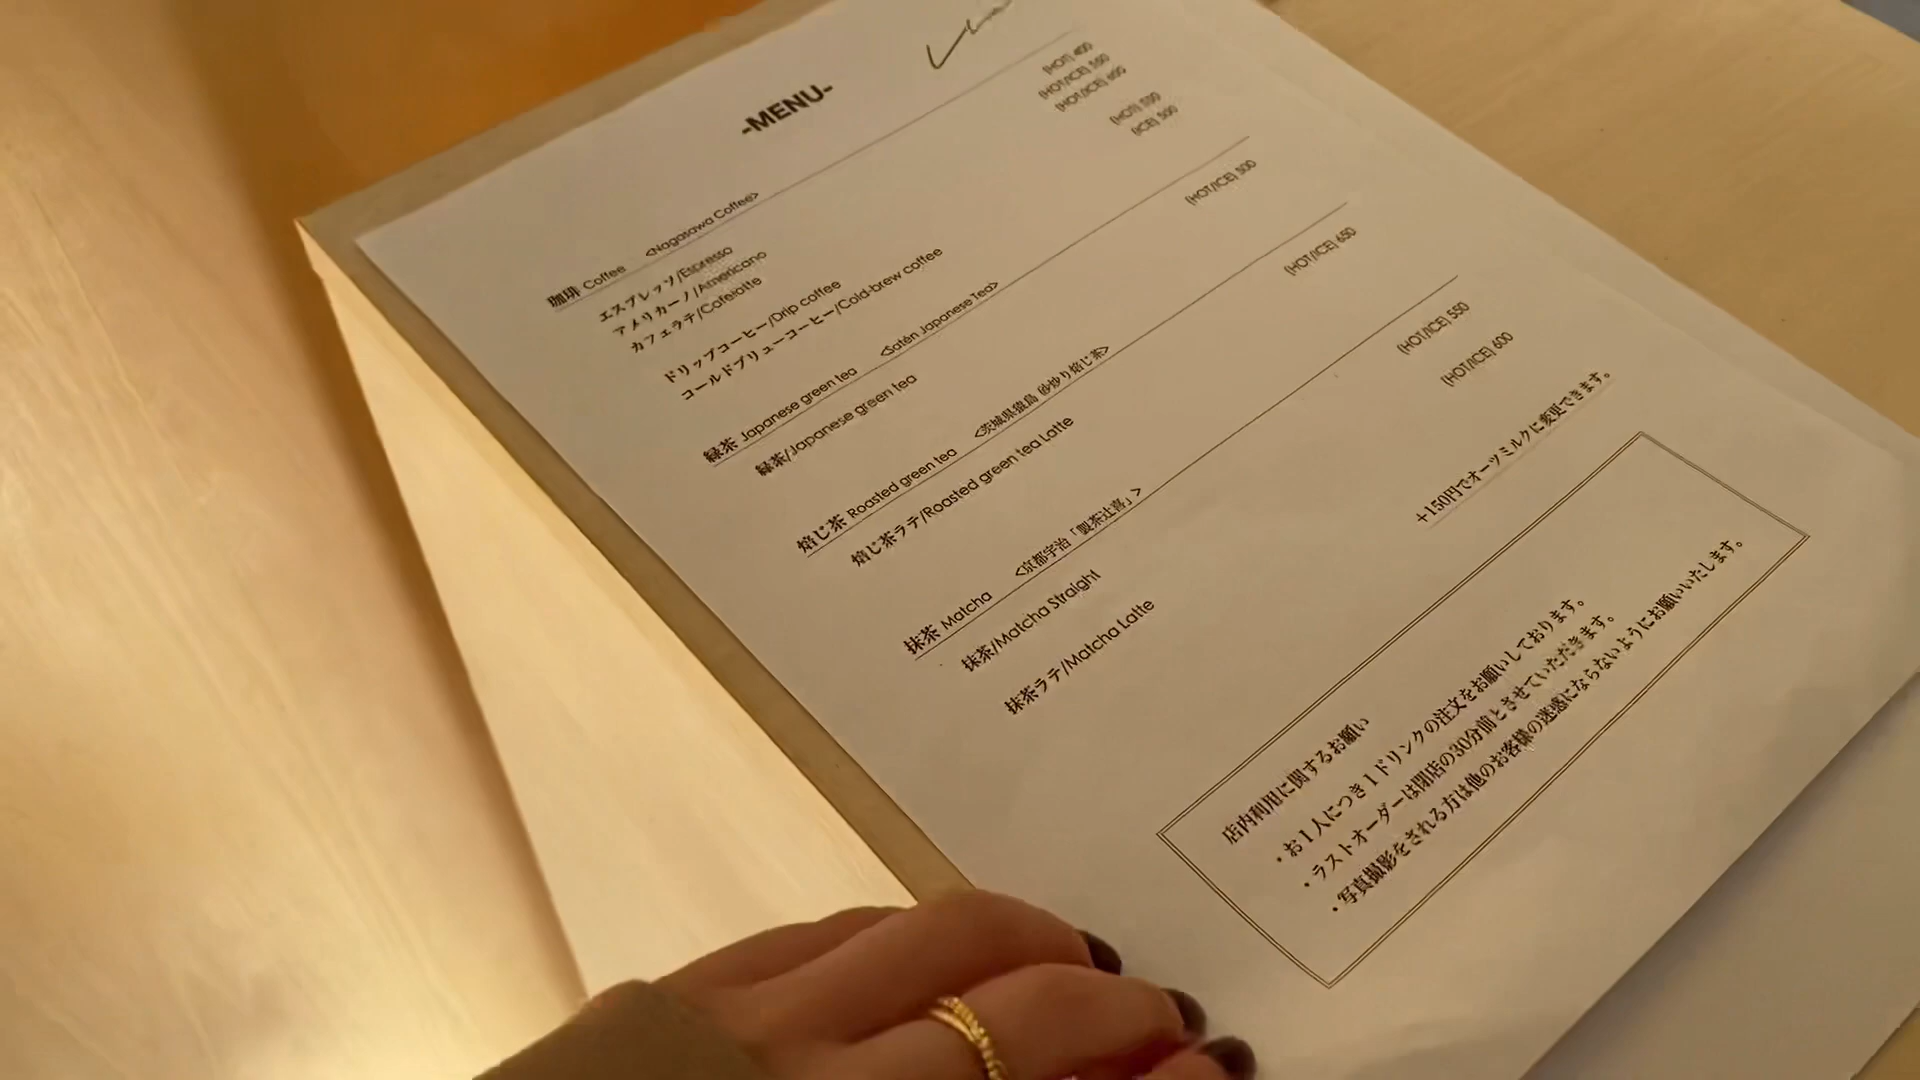 -MENU-
珈琲 Coffee <Nagasawa Coffee>
エスプレッソ/Espresso (HOT) 400
アメリカーノ/Americano (HOT/ICE) 550
カフェラテ/Cafelatte (HOT/ICE) 600
ドリップコーヒー/Drip coffee (HOT) 500
コールドブリューコーヒー/Cold-brew coffee (ICE) 500
緑茶 Japanese green tea <Satén Japanese Tea>
緑茶/Japanese green tea (HOT/ICE) 500
焙じ茶 Roasted green tea <茨城県猿島 砂炒り焙じ茶>
焙じ茶ラテ/Roasted green tea Latte (HOT/ICE) 650
抹茶 Matcha <京都宇治「製茶辻喜」>
抹茶/Matcha Straight (HOT/ICE) 550
抹茶ラテ/Matcha Latte (HOT/ICE) 600
+150円でオーツミルクに変更できます。
店内利用に関するお願い
・お1人につき1ドリンクの注文をお願いしております。
・ラストオーダーは閉店の30分前とさせていただきます。
・写真撮影をされる方は他のお客様の迷惑にならないようにお願いいたします。